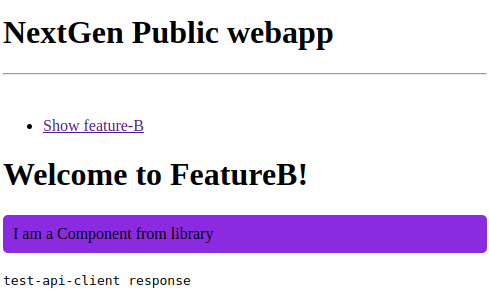 NextGen Public webapp
Show feature-B
Welcome to FeatureB!
I am a Component from library
test-api-client response